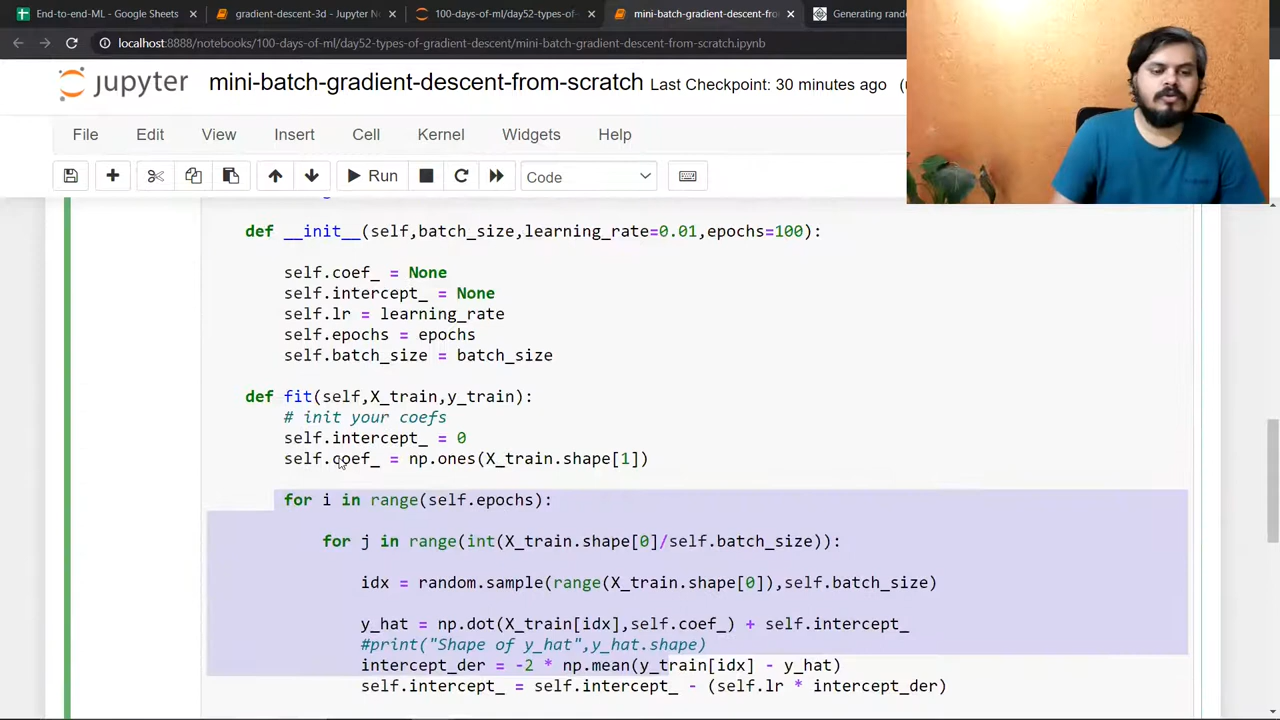 End-to-end-ML - Google Sheets
gradient-descent-3d - Jupyter N
100-days-of-ml/day52-types-of-
mini-batch-gradient-descent-fro
Generating rand
localhost:8888/notebooks/100-days-of-ml/day52-types-of-gradient-descent/mini-batch-gradient-descent-from-scratch.ipynb
jupyter mini-batch-gradient-descent-from-scratch Last Checkpoint: 30 minutes ago
File Edit View Insert Cell Kernel Widgets Help
Run Code
def __init__(self,batch_size,learning_rate=0.01,epochs=100):
self.coef_ = None
self.intercept_ = None
self.lr = learning_rate
self.epochs = epochs
self.batch_size = batch_size
def fit(self,X_train,y_train):
# init your coefs
self.intercept_ = 0
self.coef_ = np.ones(X_train.shape[1])
for i in range(self.epochs):
for j in range(int(X_train.shape[0]/self.batch_size)):
idx = random.sample(range(X_train.shape[0]),self.batch_size)
y_hat = np.dot(X_train[idx],self.coef_) + self.intercept_
#print("Shape of y_hat",y_hat.shape)
intercept_der = -2 * np.mean(y_train[idx] - y_hat)
self.intercept_ = self.intercept_ - (self.lr * intercept_der)